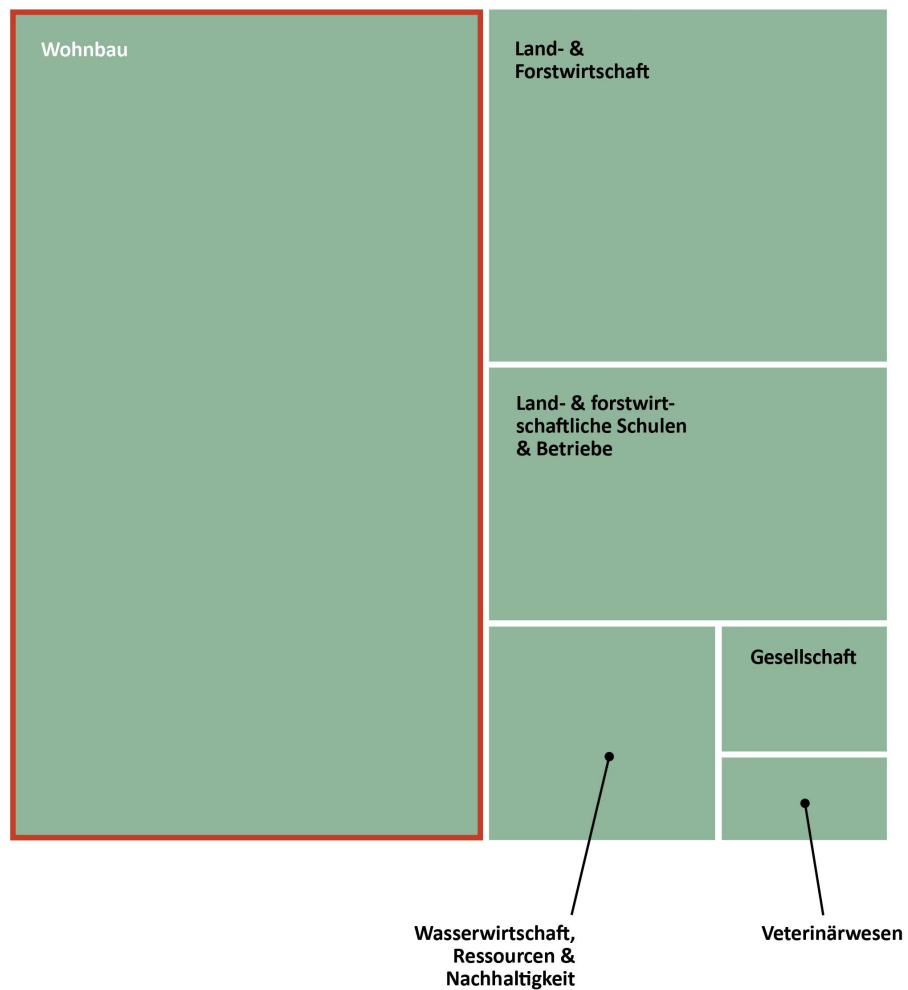 Wohnbau
Land- &
Forstwirtschaft
Land- & forstwirt-
schaftliche Schulen
& Betriebe
Gesellschaft
Wasserwirtschaft,
Ressourcen &
Nachhaltigkeit
Veterinärwesen